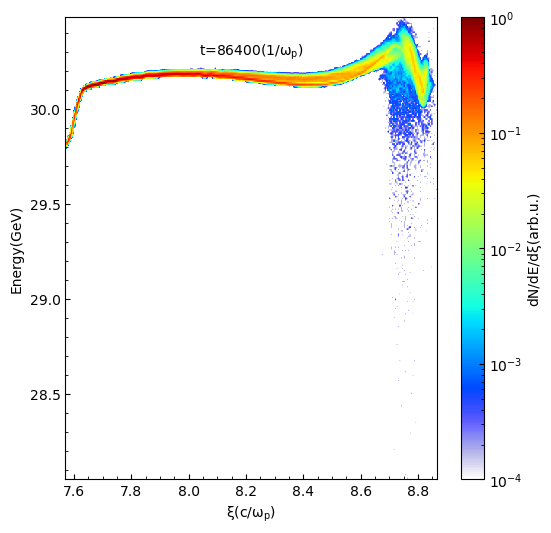 t=86400(1/ωp)
Energy(GeV)
30.0
29.5
29.0
28.5
7.6 7.8 8.0 8.2 8.4 8.6 8.8
ξ(c/ωp)
10^0
10^-1
10^-2
10^-3
10^-4
dN/dE/dξ(arb.u.)